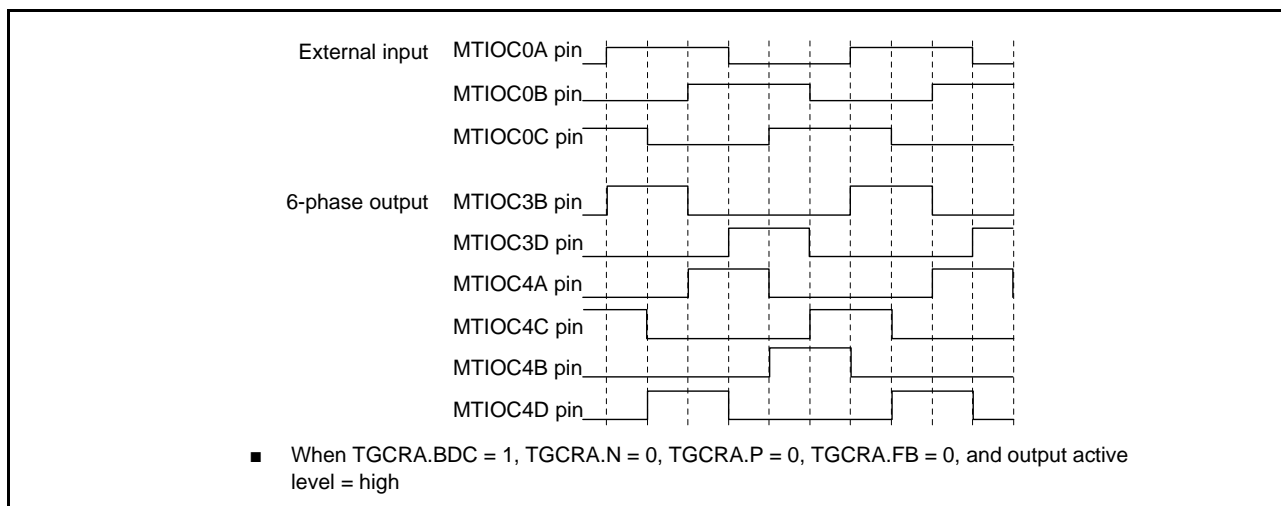 External input MTIOC0A pin
MTIOC0B pin
MTIOC0C pin
6-phase output MTIOC3B pin
MTIOC3D pin
MTIOC4A pin
MTIOC4C pin
MTIOC4B pin
MTIOC4D pin
■ When TGCRA.BDC = 1, TGCRA.N = 0, TGCRA.P = 0, TGCRA.FB = 0, and output active
level = high